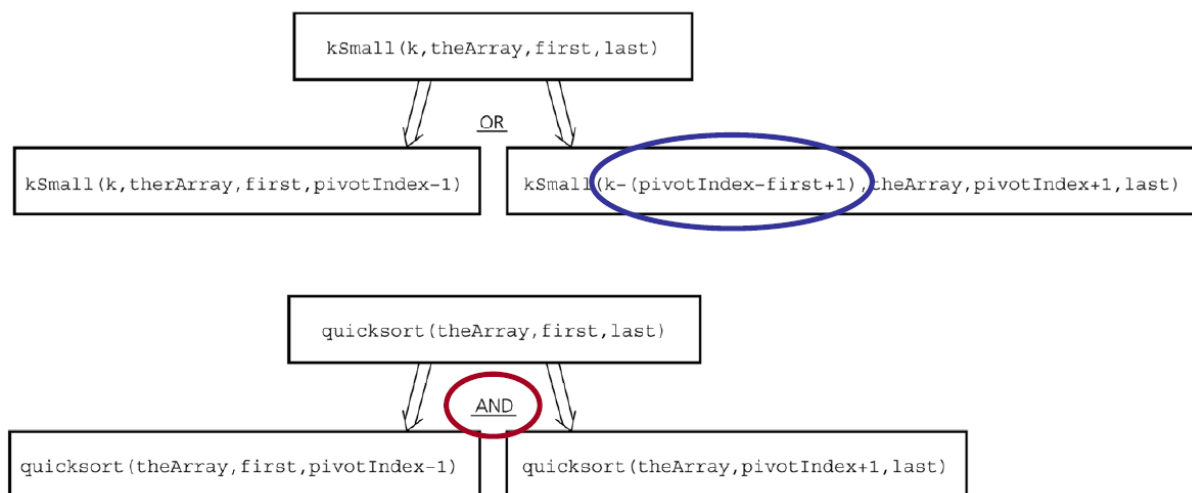 kSmall(k,theArray,first,last)
OR
kSmall(k,therArray,first,pivotIndex-1)
kSmall(k-(pivotIndex-first+1),theArray,pivotIndex+1,last)
quicksort(theArray,first,last)
AND
quicksort(theArray,first,pivotIndex-1)
quicksort(theArray,pivotIndex+1,last)